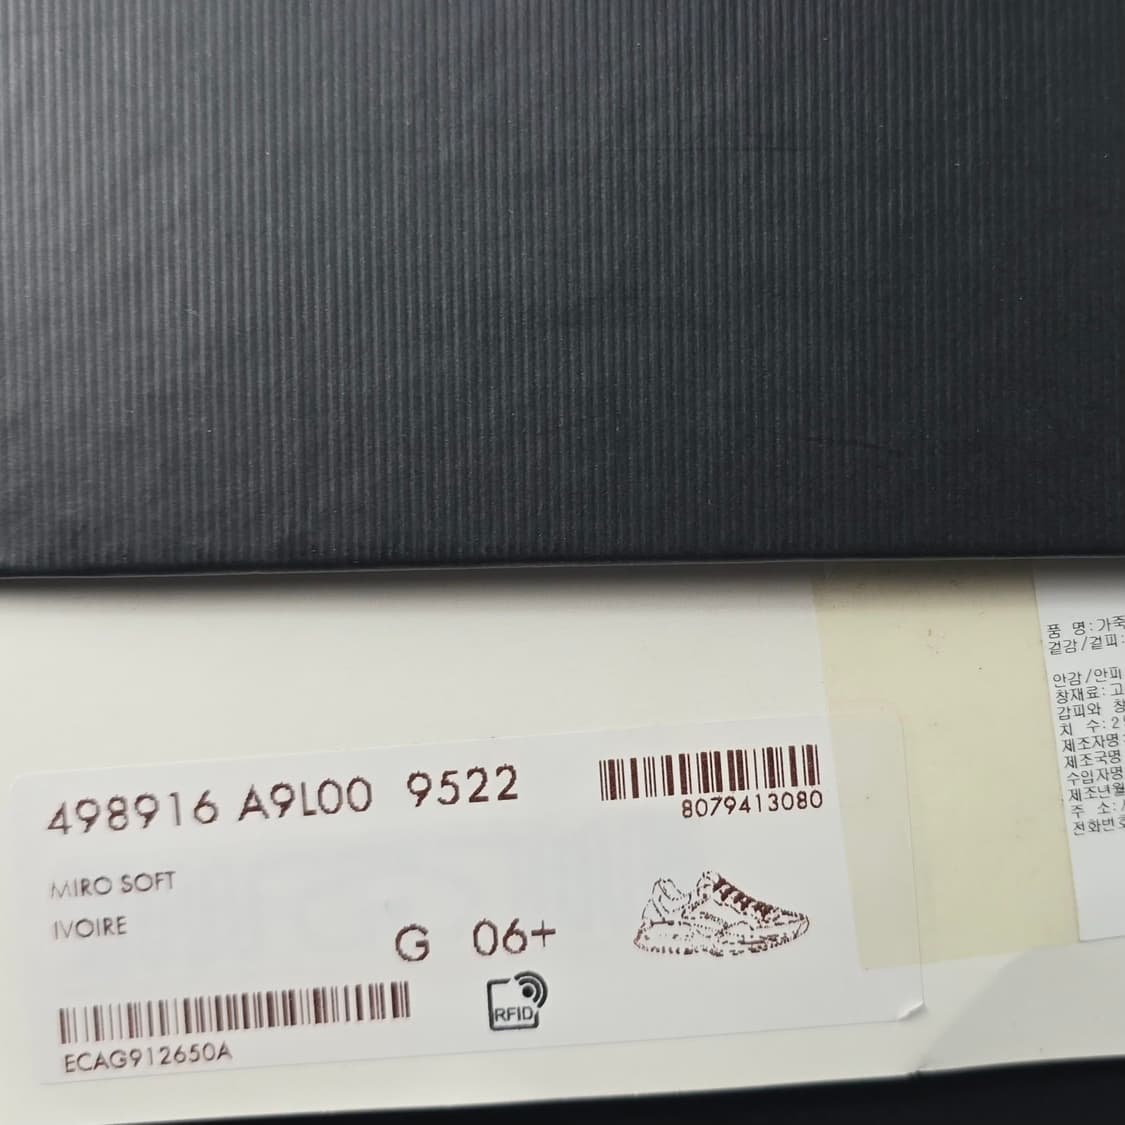 498916 A9L00 9522
8079413080
MIRO SOFT
IVOIRE
G 06+
RFID
ECAG912650A
품 명:가죽
겉감/겉피:
안감/안피
창재료:고
갑피와 창
치 수:2
제조자명:
제조국명
수입자명
제조년월
주 소:
전화번호